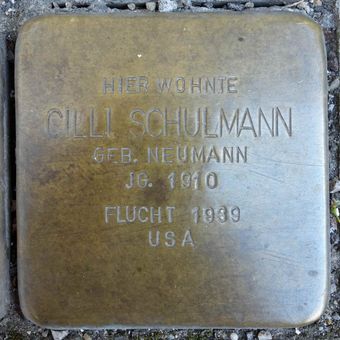 HIER WOHNTE
CILLI SCHULMANN
GEB. NEUMANN
JG. 1910
FLUCHT 1939
USA